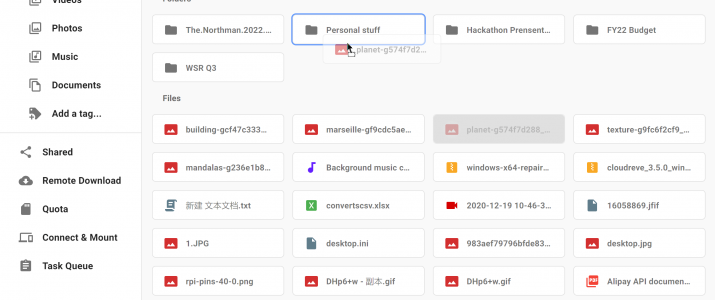 Videos
Photos
Music
Documents
Add a tag...
Shared
Remote Download
Quota
Connect & Mount
Task Queue
Folders
The.Northman.2022....
Personal stuff
Hackathon Prensent...
FY22 Budget
planet-g574f7d2...
WSR Q3
Files
building-gcf47c333...
marseille-gf9cdc5ae...
planet-g574f7d288_...
texture-g9fc6f2cf9_...
mandalas-g236e1b8...
Background music c...
windows-x64-repair...
cloudreve_3.5.0_win...
新建 文本文档.txt
convertscsv.xlsx
2020-12-19 10-46-3...
16058869.jfif
1.JPG
desktop.ini
983aef79796bfde83...
desktop.jpg
rpi-pins-40-0.png
DHp6+w - 副本.gif
DHp6+w.gif
Alipay API documen...